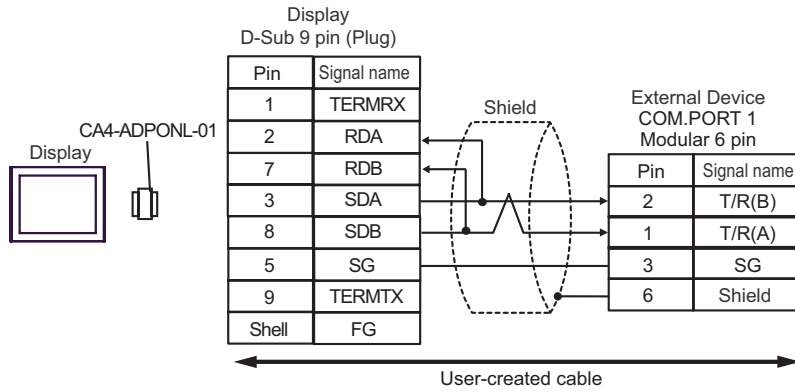 Display
D-Sub 9 pin (Plug)
Pin Signal name
1 TERMRX
2 RDA
7 RDB
3 SDA
8 SDB
5 SG
9 TERMTX
Shell FG
CA4-ADPONL-01
Display
Shield
External Device
COM.PORT 1
Modular 6 pin
Pin Signal name
2 T/R(B)
1 T/R(A)
3 SG
6 Shield
User-created cable